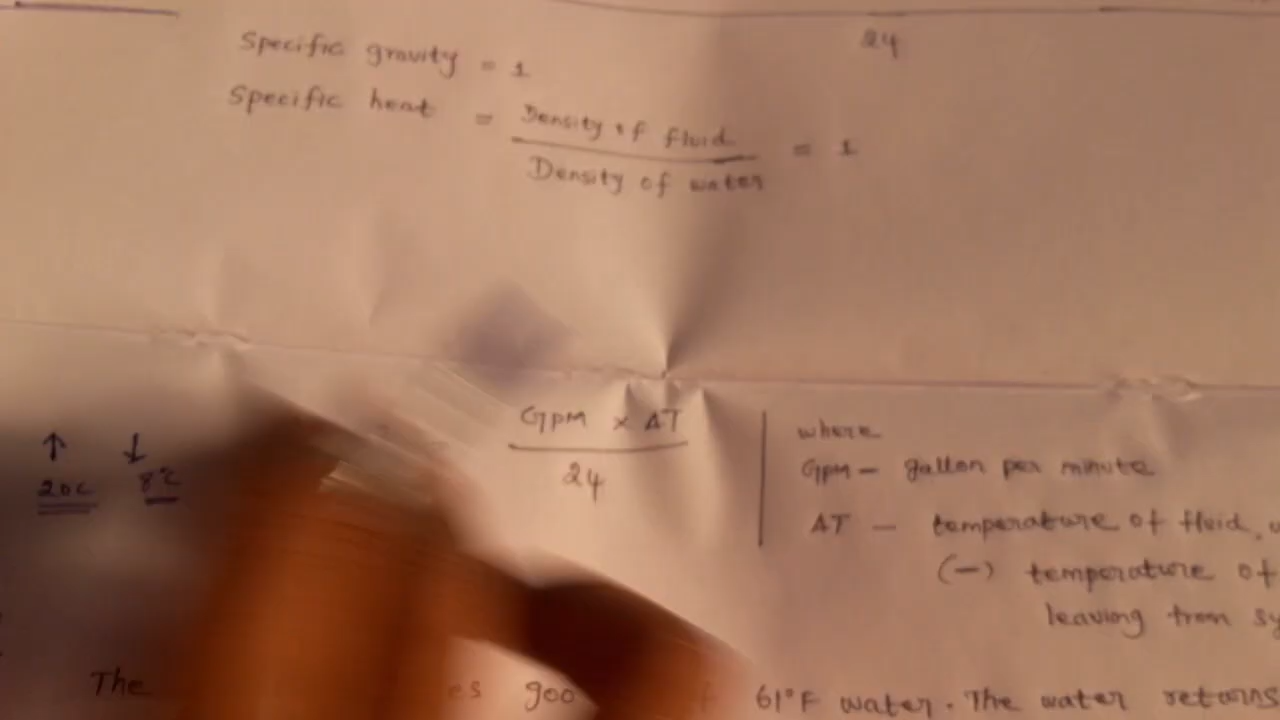 24
Specific gravity = 1
Specific heat = Density of fluid / Density of water = 1
GPM × ΔT / 24
where
GPM — gallon per minute
ΔT — temperature of fluid
(-) temperature of
leaving from
↑ ↓
20c 8°c
The 900 61°F water. The water returns